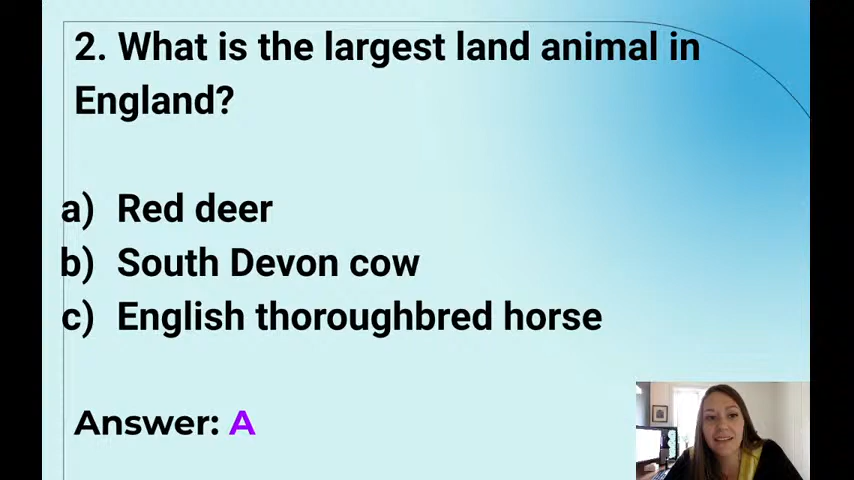 2. What is the largest land animal in
England?
a) Red deer
b) South Devon cow
c) English thoroughbred horse
Answer: A